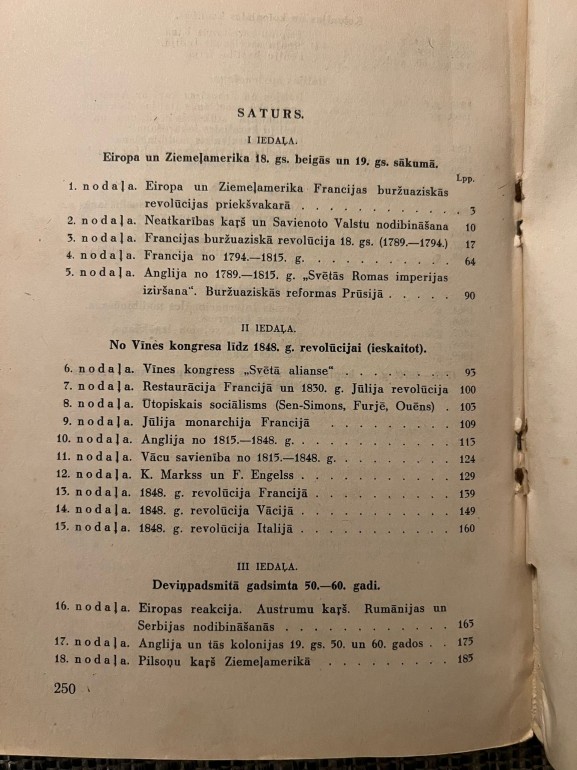 SATURS.
I IEDAĻA.
Eiropa un Ziemeļamerika 18. gs. beigās un 19. gs. sākumā.
Lpp.
1. nodaļa. Eiropa un Ziemeļamerika Francijas buržuaziskās
revolūcijas priekšvakarā . . . . . . . . . . . 3
2. nodaļa. Neatkarības kaŗš un Savienoto Valstu nodibināšana 10
3. nodaļa. Francijas buržuaziskā revolūcija 18. gs. (1789.—1794.) 17
4. nodaļa. Francija no 1794.—1815. g. . . . . . . . . . . 64
5. nodaļa. Anglija no 1789.—1815. g. „Svētās Romas imperijas
iziršana“. Buržuaziskās reformas Prūsijā . . . . . 90
II IEDAĻA.
No Vīnes kongresa līdz 1848. g. revolūcijai (ieskaitot).
6. nodaļa. Vīnes kongress „Svētā alianse“ . . . . . . . 93
7. nodaļa. Restaurācija Francijā un 1830. g. Jūlija revolūcija 100
8. nodaļa. Ūtopiskais sociālisms (Sen-Simons, Furjē, Ouēns) . 103
9. nodaļa. Jūlija monarchija Francijā . . . . . . . . 109
10. nodaļa. Anglija no 1815.—1848. g. . . . . . . . . . . 113
11. nodaļa. Vācu savienība no 1815.—1848. g. . . . . . . . 124
12. nodaļa. K. Markss un F. Engelss . . . . . . . . . 129
13. nodaļa. 1848. g. revolūcija Francijā . . . . . . . . . 139
14. nodaļa. 1848. g. revolūcija Vācijā . . . . . . . . . . 149
15. nodaļa. 1848. g. revolūcija Italijā . . . . . . . . . . 160
III IEDAĻA.
Deviņpadsmitā gadsimta 50.—60. gadi.
16. nodaļa. Eiropas reakcija. Austrumu kaŗš. Rumānijas un
Serbijas nodibināšanās . . . . . . . . . . . . 165
17. nodaļa. Anglija un tās kolonijas 19. gs. 50. un 60. gados . . 175
18. nodaļa. Pilsoņu kaŗš Ziemeļamerikā . . . . . . . . . 185
250